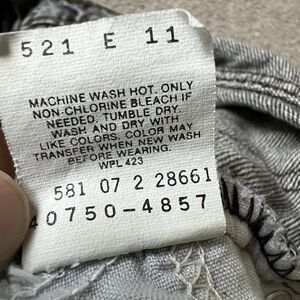 521 E 11
MACHINE WASH HOT. ONLY
NON-CHLORINE BLEACH IF
NEEDED. TUMBLE DRY.
WASH AND DRY WITH
LIKE COLORS. COLOR MAY
TRANSFER WHEN NEW WASH
BEFORE WEARING.
WPL 423
581 07 2 28661
40750-4857